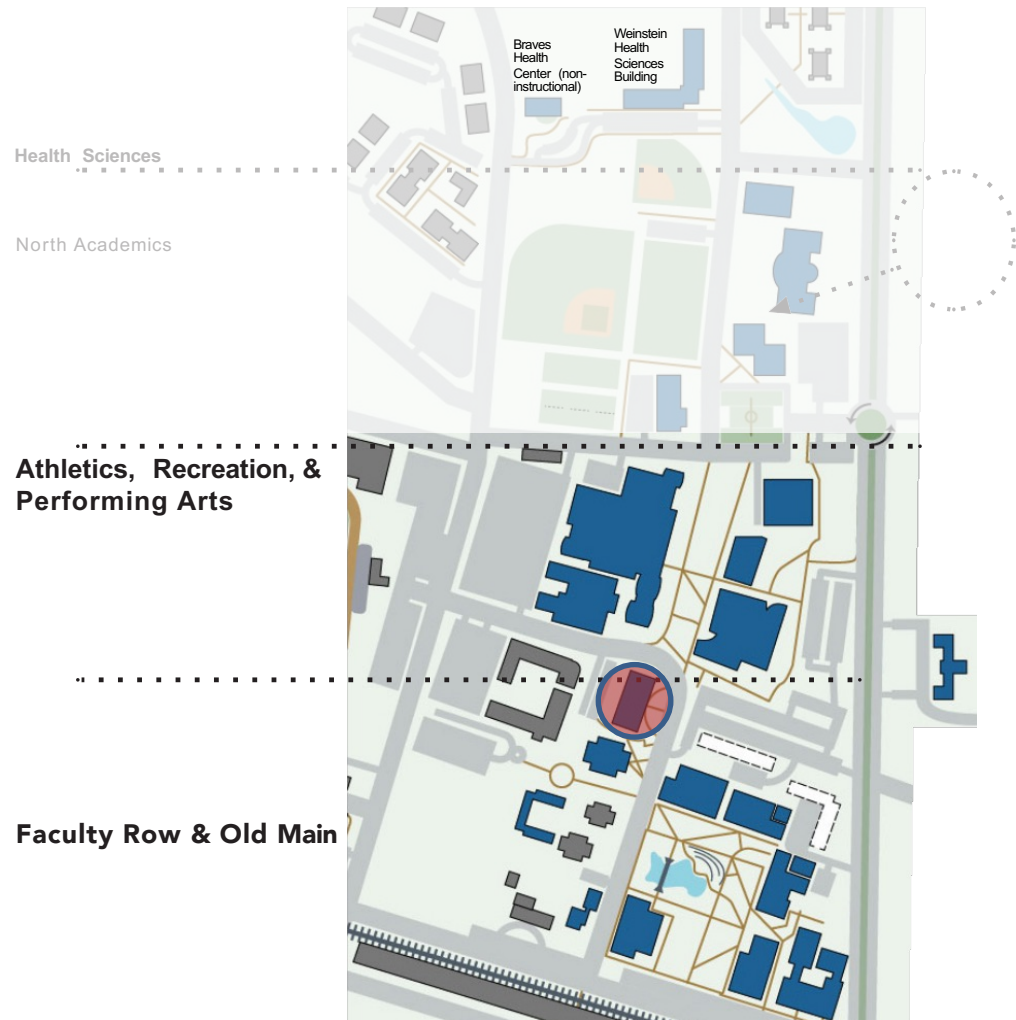 Braves
Health
Center (non-
instructional)
Weinstein
Health
Sciences
Building
Health Sciences
North Academics
Athletics, Recreation, &
Performing Arts
Faculty Row & Old Main